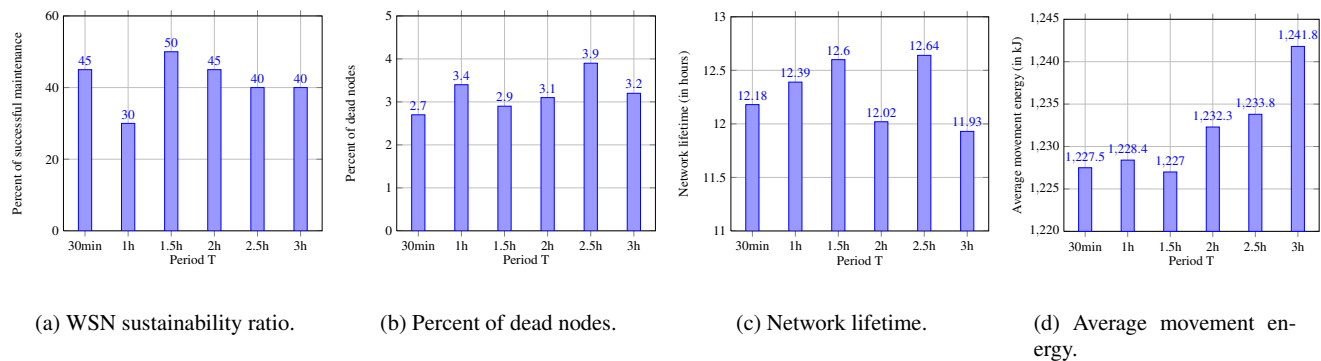 60
40
20
0
Percent of successful maintenance
45
30
50
45
40
40
30min 1h 1.5h 2h 2.5h 3h
Period T
(a) WSN sustainability ratio.
5
4
3
2
1
0
Percent of dead nodes
2.7
3.4
2.9
3.1
3.9
3.2
30min 1h 1.5h 2h 2.5h 3h
Period T
(b) Percent of dead nodes.
13
12.5
12
11.5
11
Network lifetime (in hours)
12.18
12.39
12.6
12.02
12.64
11.93
30min 1h 1.5h 2h 2.5h 3h
Period T
(c) Network lifetime.
1,245
1,240
1,235
1,230
1,225
1,220
Average movement energy (in kJ)
1,227.5
1,228.4
1,227
1,232.3
1,233.8
1,241.8
30min 1h 1.5h 2h 2.5h 3h
Period T
(d) Average movement en-
ergy.